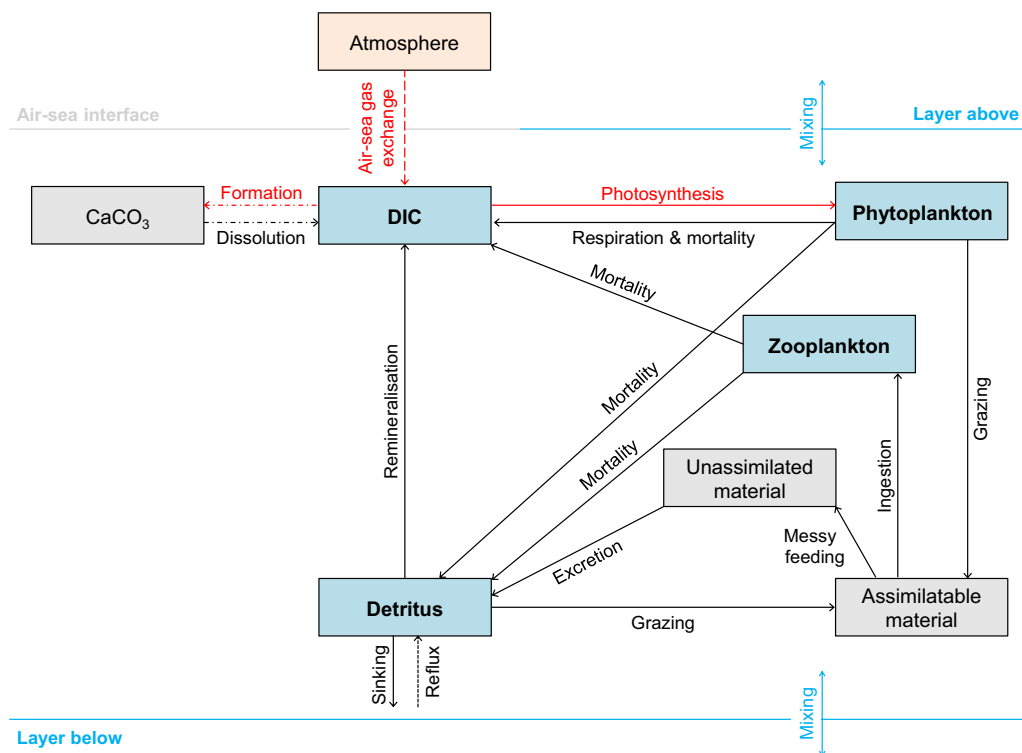 Atmosphere
Air-sea interface
Air-sea gas
exchange
Mixing
Layer above
CaCO₃
Formation
Dissolution
DIC
Photosynthesis
Respiration & mortality
Phytoplankton
Mortality
Zooplankton
Remineralisation
Mortality
Mortality
Grazing
Ingestion
Unassimilated
material
Messy
feeding
Excretion
Detritus
Grazing
Assimilatable
material
Sinking
Reflux
Mixing
Layer below